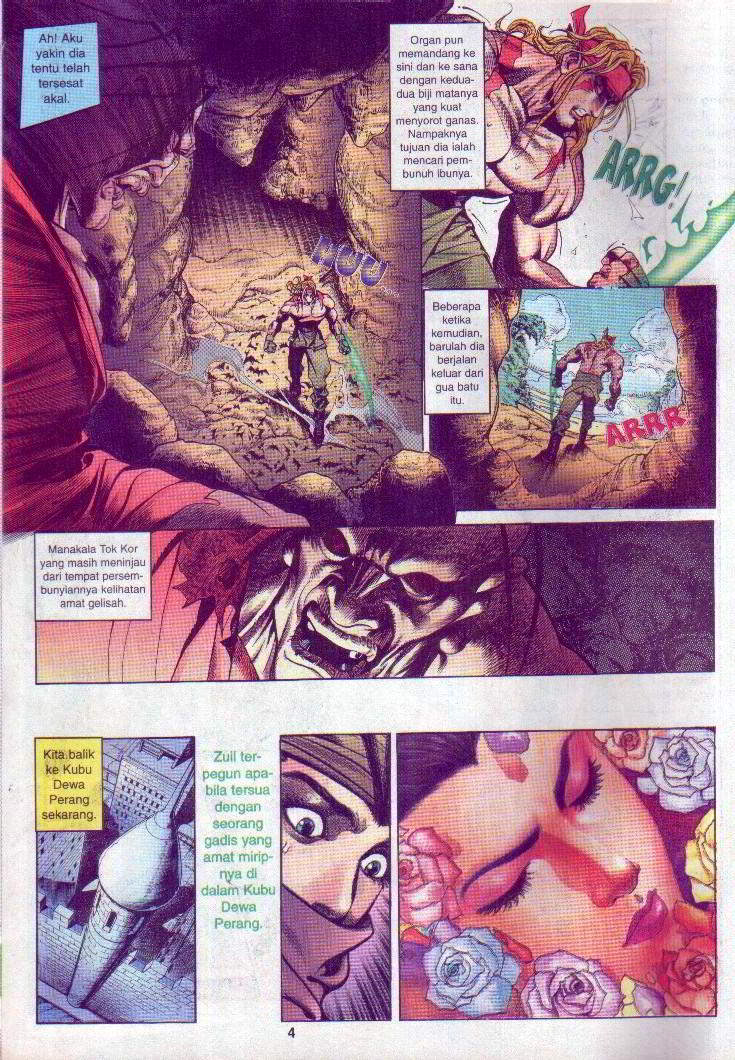 Ah! Aku
yakin dia
tentu telah
tersesat
akal.
Organ pun
memandang ke
sini dan ke sana
dengan kedua-
dua biji matanya
yang kuat
menyorot ganas.
Nampaknya
tujuan dia ialah
mencari pem-
bunuh ibunya.
ARRG!
HUU
Beberapa
ketika
kemudian,
barulah dia
berjalan
keluar dari
gua batu
itu.
ARRR
Manakala Tok Kor
yang masih meninjau
dari tempat persem-
bunyiannya kelihatan
amat gelisah.
Kita balik
ke Kubu
Dewa
Perang
sekarang.
Zuil ter-
pegun apa-
bila tersua
dengan
seorang
gadis yang
amat mirip-
nya di
dalam Kubu
Dewa
Perang.
4